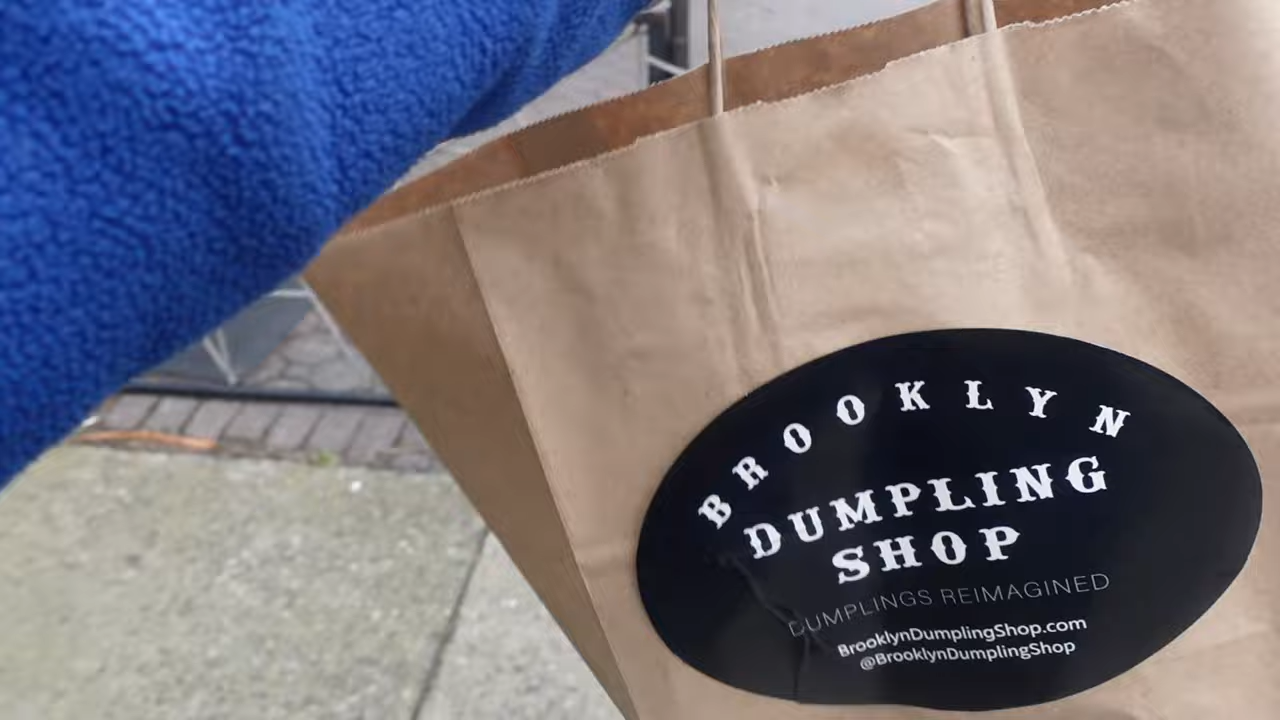 BROOKLYN
DUMPLING
SHOP
DUMPLINGS REIMAGINED
BrooklynDumplingShop.com
@BrooklynDumplingShop